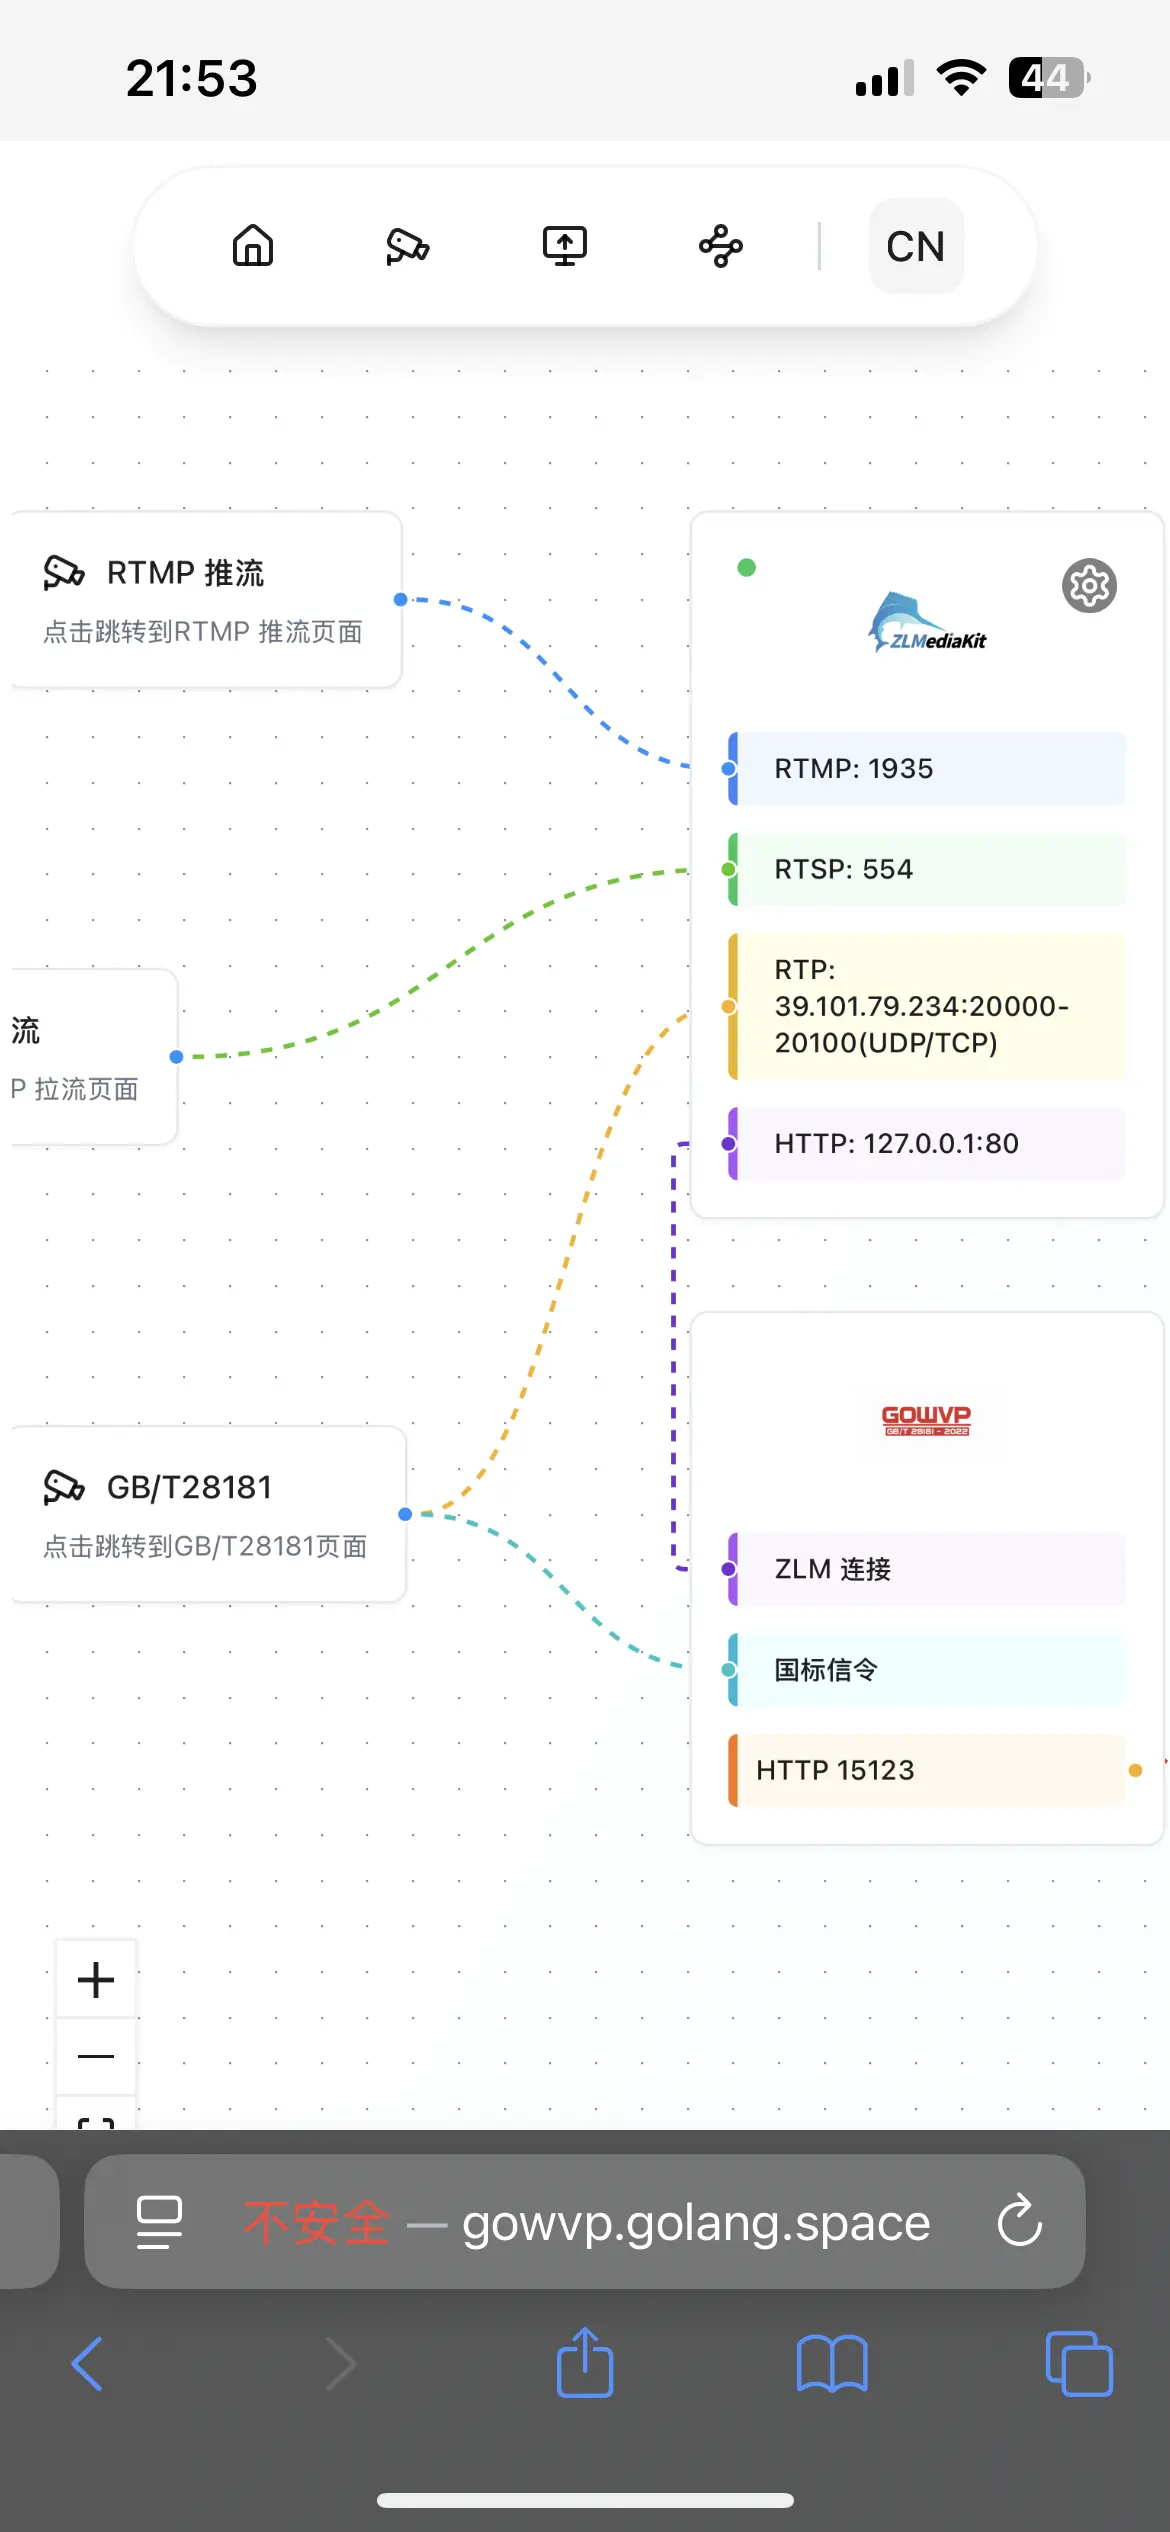 21:53
44
CN
RTMP 推流
点击跳转到RTMP 推流页面
ZLMediaKit
RTMP: 1935
RTSP: 554
RTP:
39.101.79.234:20000-
20100(UDP/TCP)
HTTP: 127.0.0.1:80
流
P 拉流页面
GOWVP
GB/T 28181 - 2022
GB/T28181
点击跳转到GB/T28181页面
ZLM 连接
国标信令
HTTP 15123
不安全 — gowvp.golang.space